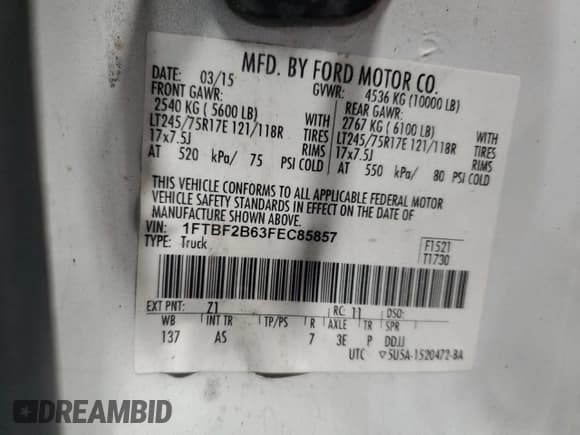 MFD. BY FORD MOTOR CO.
DATE: 03/15 GVWR: 4536 KG (10000 LB)
FRONT GAWR: REAR GAWR:
2540 KG ( 5600 LB) 2767 KG ( 6100 LB)
LT245/75R17E 121/118R TIRES LT245/75R17E 121/118R TIRES
17x7.5J RIMS 17x7.5J RIMS
AT 520 kPa/ 75 PSI COLD AT 550 kPa/ 80 PSI COLD
THIS VEHICLE CONFORMS TO ALL APPLICABLE FEDERAL MOTOR
VEHICLE SAFETY STANDARDS IN EFFECT ON THE DATE OF
MANUFACTURE SHOWN ABOVE.
VIN: 1FTBF2B63FEC85857 F1521
TYPE: Truck T1730
EXT PNT: Z1 RC: 11 DSO:
WB INT TR TP/PS R AXLE TR SPR
137 AS 7 3E P DDJJ
UTC ▽5U5A-1520472-BA
DREAMBID